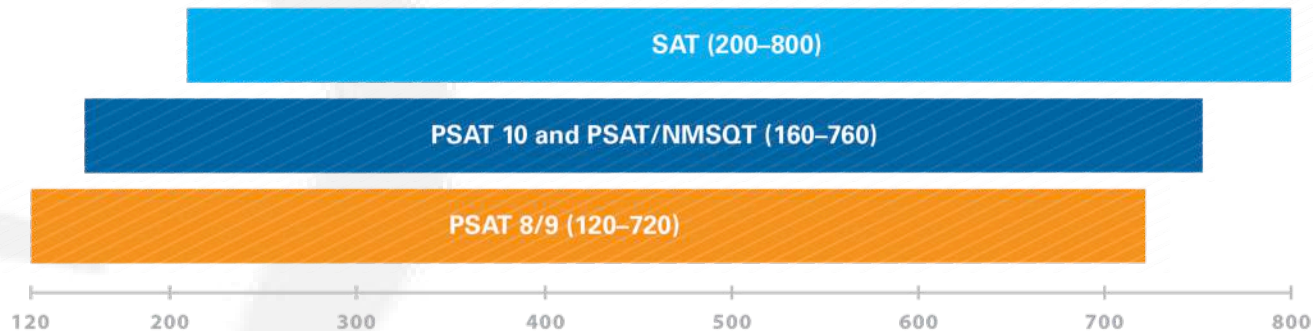 SAT (200–800)
PSAT 10 and PSAT/NMSQT (160–760)
PSAT 8/9 (120–720)
120 200 300 400 500 600 700 800